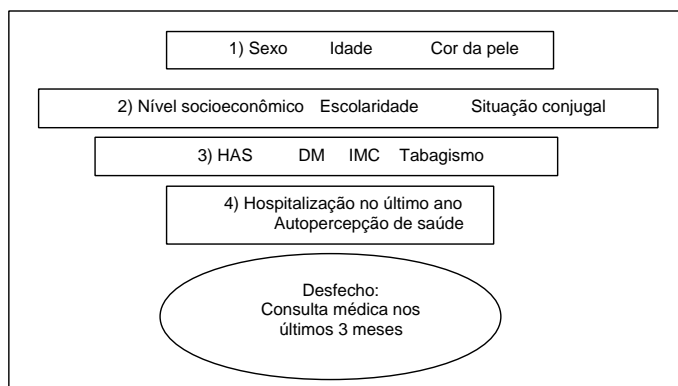 1) Sexo Idade Cor da pele
2) Nível socioeconômico Escolaridade Situação conjugal
3) HAS DM IMC Tabagismo
4) Hospitalização no último ano
Autopercepção de saúde
Desfecho:
Consulta médica nos
últimos 3 meses